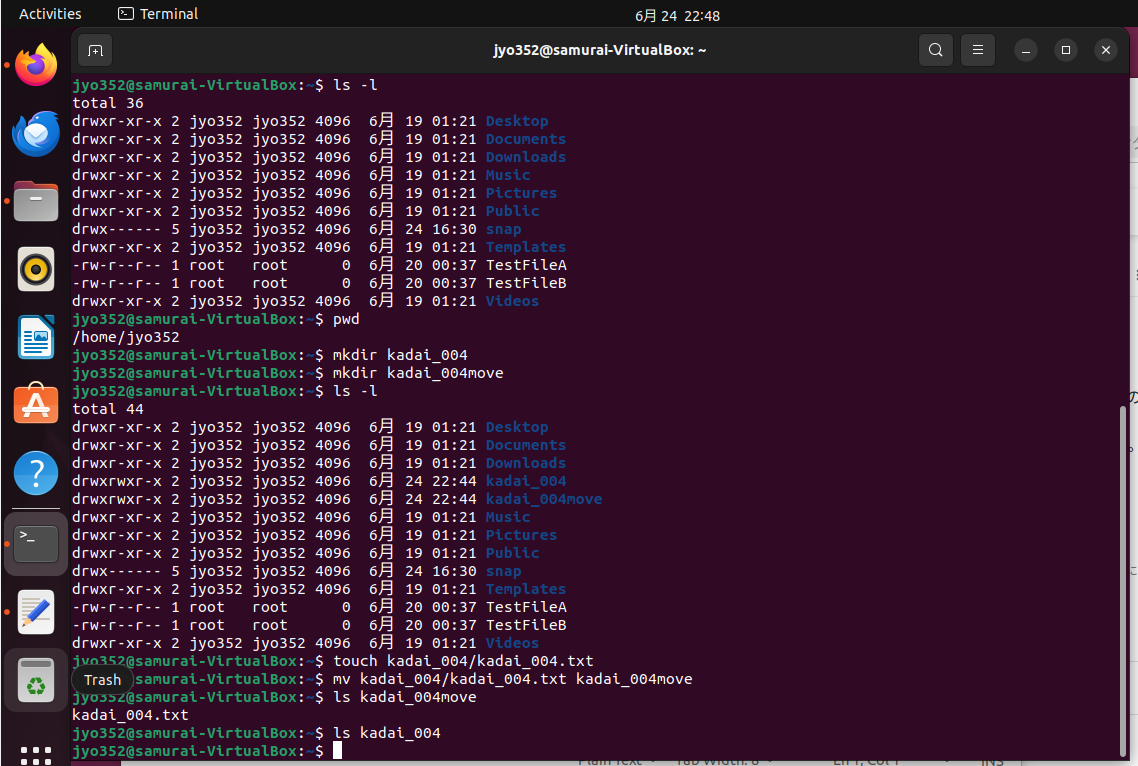 Activities Terminal 6月 24 22:48
jyo352@samurai-VirtualBox: ~
jyo352@samurai-VirtualBox:~$ ls -l
total 36
drwxr-xr-x 2 jyo352 jyo352 4096 6月 19 01:21 Desktop
drwxr-xr-x 2 jyo352 jyo352 4096 6月 19 01:21 Documents
drwxr-xr-x 2 jyo352 jyo352 4096 6月 19 01:21 Downloads
drwxr-xr-x 2 jyo352 jyo352 4096 6月 19 01:21 Music
drwxr-xr-x 2 jyo352 jyo352 4096 6月 19 01:21 Pictures
drwxr-xr-x 2 jyo352 jyo352 4096 6月 19 01:21 Public
drwx------ 5 jyo352 jyo352 4096 6月 24 16:30 snap
drwxr-xr-x 2 jyo352 jyo352 4096 6月 19 01:21 Templates
-rw-r--r-- 1 root root 0 6月 20 00:37 TestFileA
-rw-r--r-- 1 root root 0 6月 20 00:37 TestFileB
drwxr-xr-x 2 jyo352 jyo352 4096 6月 19 01:21 Videos
jyo352@samurai-VirtualBox:~$ pwd
/home/jyo352
jyo352@samurai-VirtualBox:~$ mkdir kadai_004
jyo352@samurai-VirtualBox:~$ mkdir kadai_004move
jyo352@samurai-VirtualBox:~$ ls -l
total 44
drwxr-xr-x 2 jyo352 jyo352 4096 6月 19 01:21 Desktop
drwxr-xr-x 2 jyo352 jyo352 4096 6月 19 01:21 Documents
drwxr-xr-x 2 jyo352 jyo352 4096 6月 19 01:21 Downloads
drwxrwxr-x 2 jyo352 jyo352 4096 6月 24 22:44 kadai_004
drwxrwxr-x 2 jyo352 jyo352 4096 6月 24 22:44 kadai_004move
drwxr-xr-x 2 jyo352 jyo352 4096 6月 19 01:21 Music
drwxr-xr-x 2 jyo352 jyo352 4096 6月 19 01:21 Pictures
drwxr-xr-x 2 jyo352 jyo352 4096 6月 19 01:21 Public
drwx------ 5 jyo352 jyo352 4096 6月 24 16:30 snap
drwxr-xr-x 2 jyo352 jyo352 4096 6月 19 01:21 Templates
-rw-r--r-- 1 root root 0 6月 20 00:37 TestFileA
-rw-r--r-- 1 root root 0 6月 20 00:37 TestFileB
drwxr-xr-x 2 jyo352 jyo352 4096 6月 19 01:21 Videos
jyo352@samurai-VirtualBox:~$ touch kadai_004/kadai_004.txt
Trash @samurai-VirtualBox:~$ mv kadai_004/kadai_004.txt kadai_004move
jyo352@samurai-VirtualBox:~$ ls kadai_004move
kadai_004.txt
jyo352@samurai-VirtualBox:~$ ls kadai_004
jyo352@samurai-VirtualBox:~$